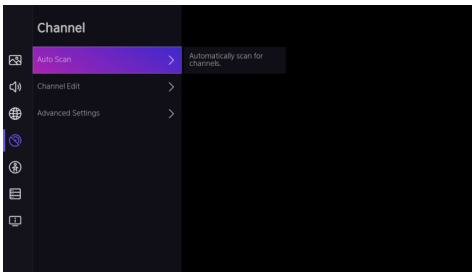 Channel
Auto Scan
Automatically scan for
channels.
Channel Edit
Advanced Settings